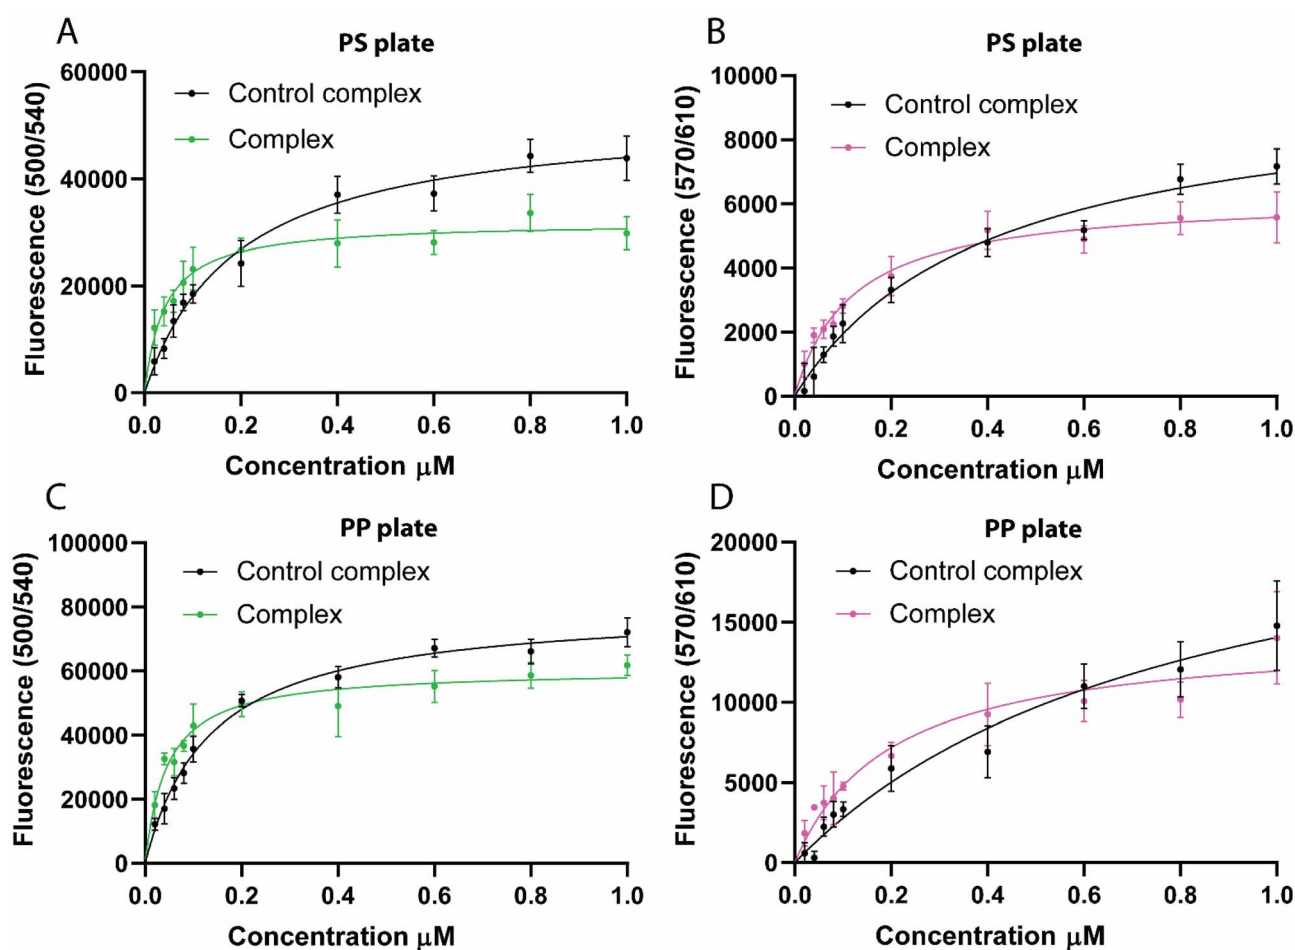 A
PS plate
Fluorescence (500/540)
60000
40000
20000
0
Control complex
Complex
0.0 0.2 0.4 0.6 0.8 1.0
Concentration μM
B
PS plate
Fluorescence (570/610)
10000
8000
6000
4000
2000
0
Control complex
Complex
0.0 0.2 0.4 0.6 0.8 1.0
Concentration μM
C
PP plate
Fluorescence (500/540)
100000
80000
60000
40000
20000
0
Control complex
Complex
0.0 0.2 0.4 0.6 0.8 1.0
Concentration μM
D
PP plate
Fluorescence (570/610)
20000
15000
10000
5000
0
Control complex
Complex
0.0 0.2 0.4 0.6 0.8 1.0
Concentration μM